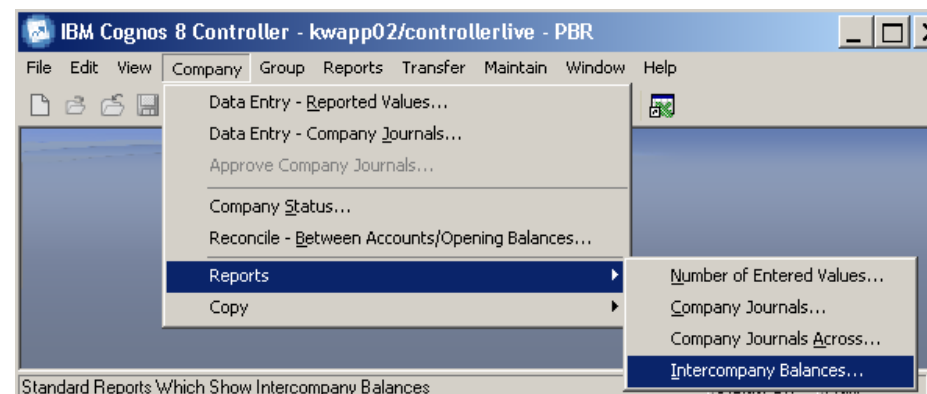 IBM Cognos 8 Controller - kwapp02/controllerlive - PBR
File Edit View Company Group Reports Transfer Maintain Window Help
Data Entry - Reported Values...
Data Entry - Company Journals...
Approve Company Journals...
Company Status...
Reconcile - Between Accounts/Opening Balances...
Reports
Number of Entered Values...
Copy
Company Journals...
Company Journals Across...
Intercompany Balances...
Standard Reports Which Show Intercompany Balances